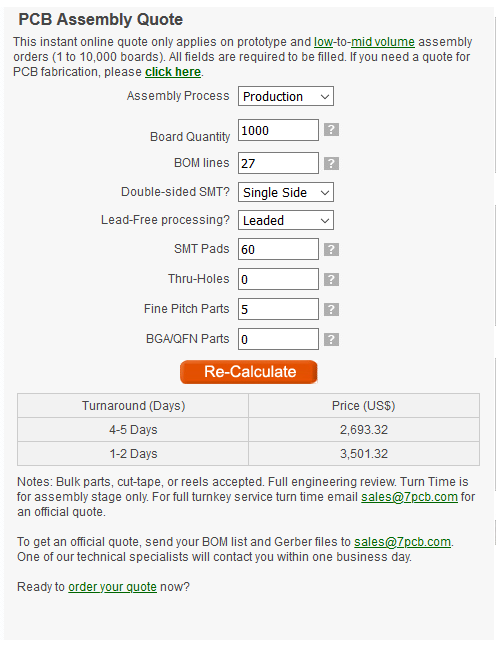 PCB Assembly Quote
This instant online quote only applies on prototype and low-to-mid volume assembly
orders (1 to 10,000 boards). All fields are required to be filled. If you need a quote for
PCB fabrication, please click here.
Assembly Process Production
Board Quantity 1000 ?
BOM lines 27 ?
Double-sided SMT? Single Side
Lead-Free processing? Leaded
SMT Pads 60 ?
Thru-Holes 0 ?
Fine Pitch Parts 5 ?
BGA/QFN Parts 0 ?
Re-Calculate
Turnaround (Days) Price (US$)
4-5 Days 2,693.32
1-2 Days 3,501.32
Notes: Bulk parts, cut-tape, or reels accepted. Full engineering review. Turn Time is
for assembly stage only. For full turnkey service turn time email sales@7pcb.com for
an official quote.
To get an official quote, send your BOM list and Gerber files to sales@7pcb.com.
One of our technical specialists will contact you within one business day.
Ready to order your quote now?